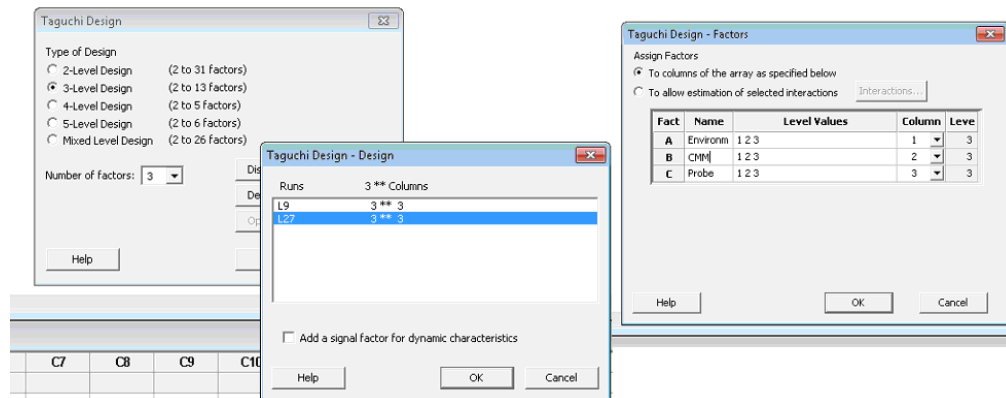 Taguchi Design
Type of Design
2-Level Design (2 to 31 factors)
3-Level Design (2 to 13 factors)
4-Level Design (2 to 5 factors)
5-Level Design (2 to 6 factors)
Mixed Level Design (2 to 26 factors)
Number of factors: 3
Dis
De
Op
Help
Taguchi Design - Design
Runs 3 ** Columns
L9 3 ** 3
L27 3 ** 3
Add a signal factor for dynamic characteristics
Help OK Cancel
Taguchi Design - Factors
Assign Factors
To columns of the array as specified below
To allow estimation of selected interactions Interactions...
Fact Name Level Values Column Leve
A Environm 1 2 3 1 3
B CMM 1 2 3 2 3
C Probe 1 2 3 3 3
Help OK Cancel
C7 C8 C9 C10